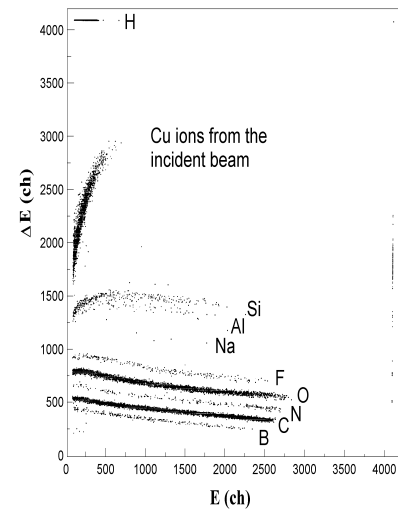 4000
H
3500
3000
Cu ions from the
incident beam
2500
ΔE (ch)
2000
1500
Si
Al
1000
Na
F
O
500
N
C
B
0
0 500 1000 1500 2000 2500 3000 3500 4000
E (ch)